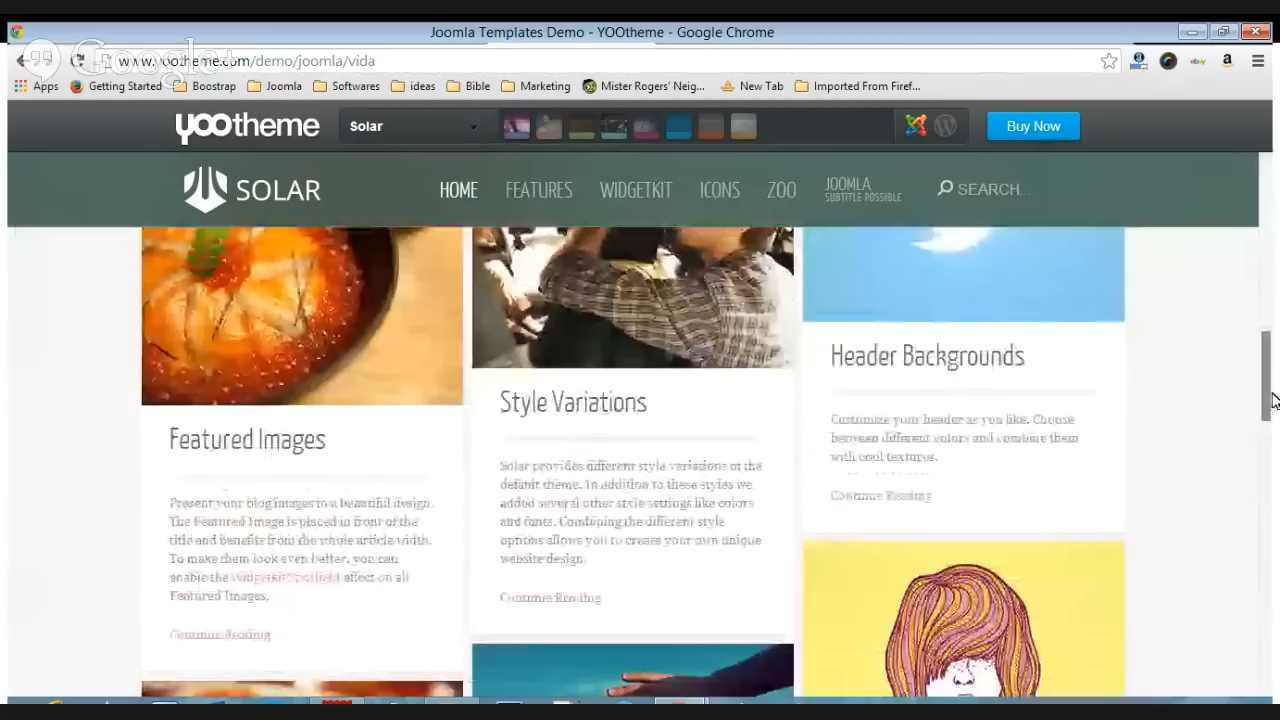 Joomla Templates Demo - YOOtheme - Google Chrome
Google+
www.yootheme.com/demo/joomla/vida
Apps Getting Started Boostrap Joomla Softwares ideas Bible Marketing Mister Rogers' Neig... New Tab Imported From Firef...
yootheme Solar Buy Now
SOLAR HOME FEATURES WIDGETKIT ICONS ZOO JOOMLA SEARCH...
SUBTITLE POSSIBLE
Featured Images
Present your blog images in a beautiful design.
The Featured Image is placed in front of the
title and benefits from the whole article width.
To make them look even better, you can
enable the Widgetkit Spotlight effect on all
Featured Images.
Continue Reading
Style Variations
Solar provides different style variations of the
default theme. In addition to these styles we
added several other style settings like colors
and fonts. Combining the different style
options allows you to create your own unique
website design.
Continue Reading
Header Backgrounds
Customize your header as you like. Choose
between different colors and combine them
with cool textures.
Continue Reading